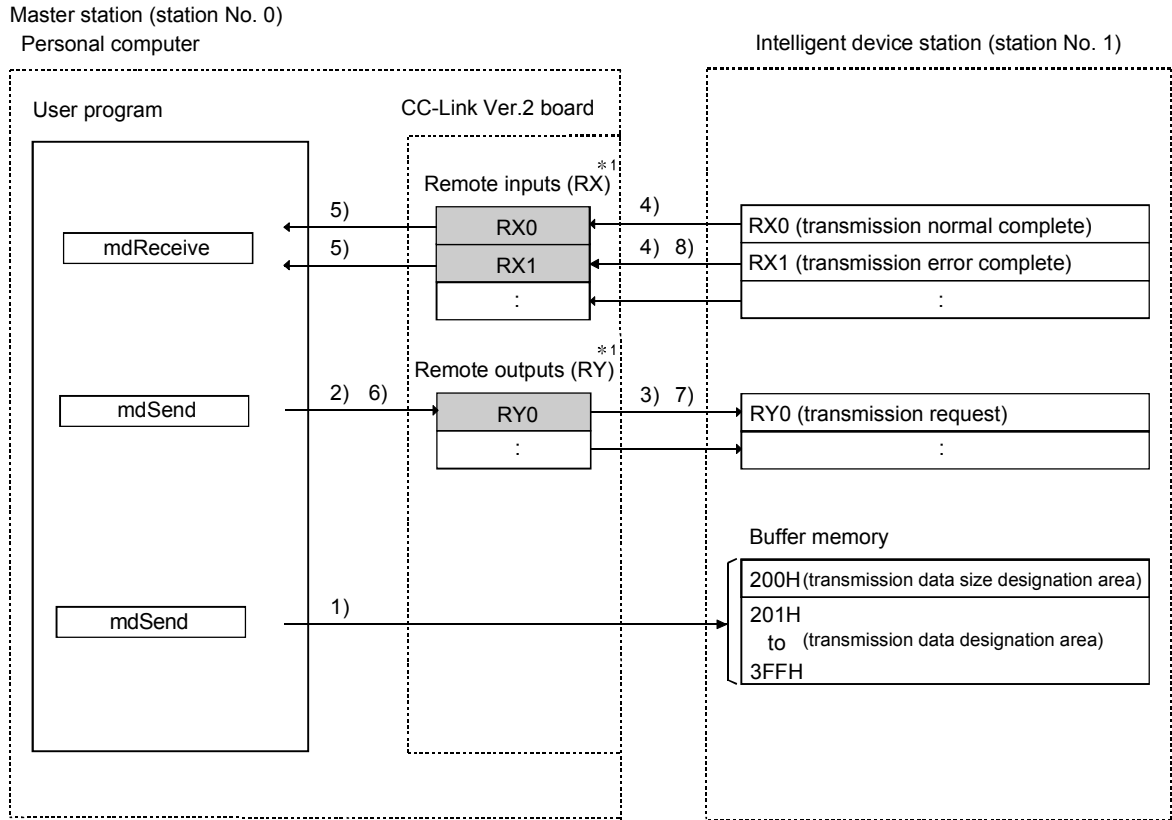 Master station (station No. 0)
Personal computer
Intelligent device station (station No. 1)
User program
CC-Link Ver.2 board
Remote inputs (RX) *1
mdReceive
5)
5)
RX0
RX1
:
4)
4) 8)
RX0 (transmission normal complete)
RX1 (transmission error complete)
:
Remote outputs (RY) *1
mdSend
2) 6)
RY0
:
3) 7)
RY0 (transmission request)
:
Buffer memory
mdSend
1)
200H (transmission data size designation area)
201H
to (transmission data designation area)
3FFH